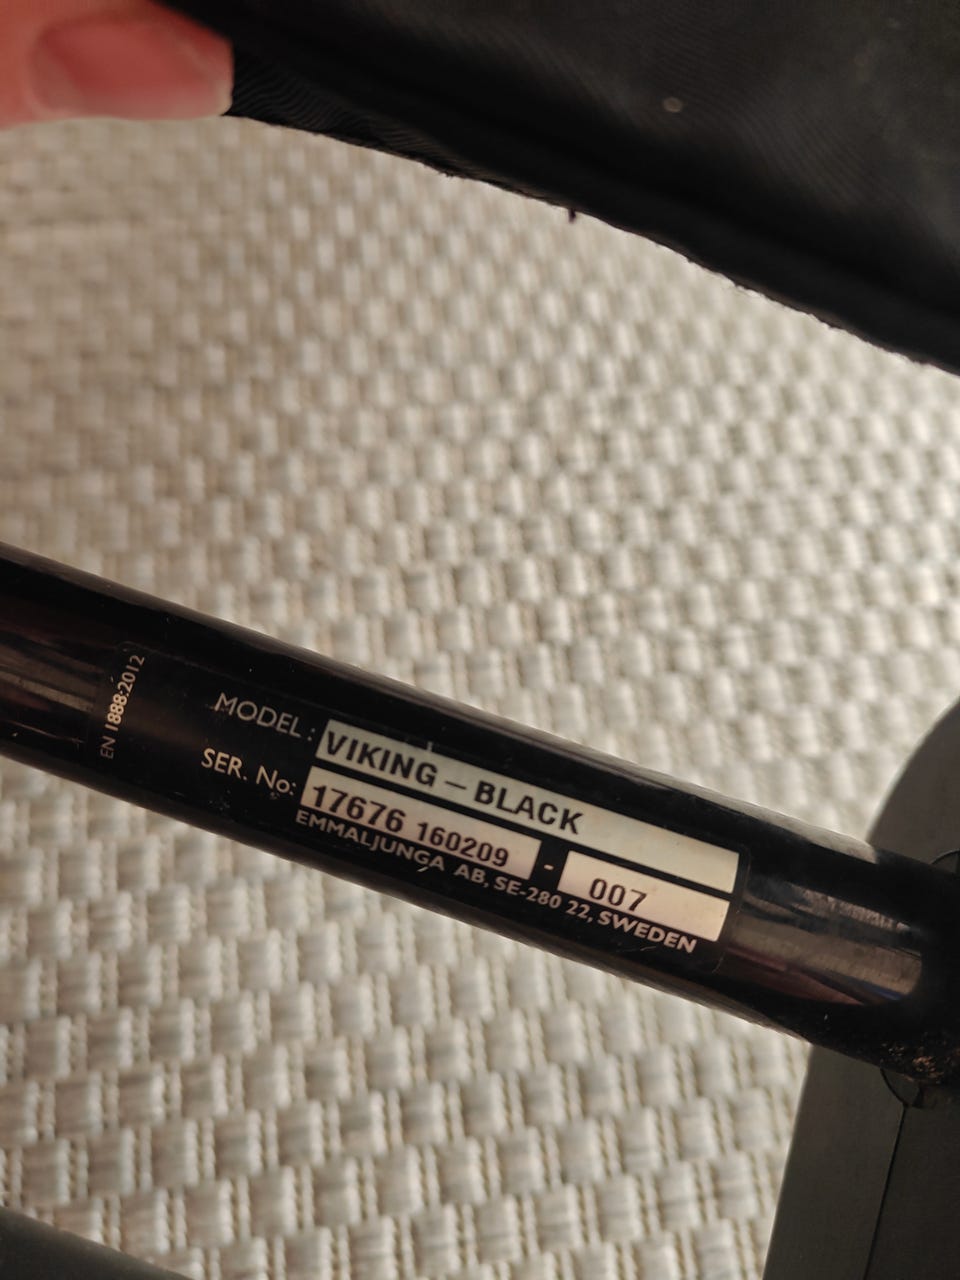 EN 1888:2012
MODEL: VIKING – BLACK
SER. No: 17676 160209 - 007
EMMALJUNGA AB, SE-280 22, SWEDEN